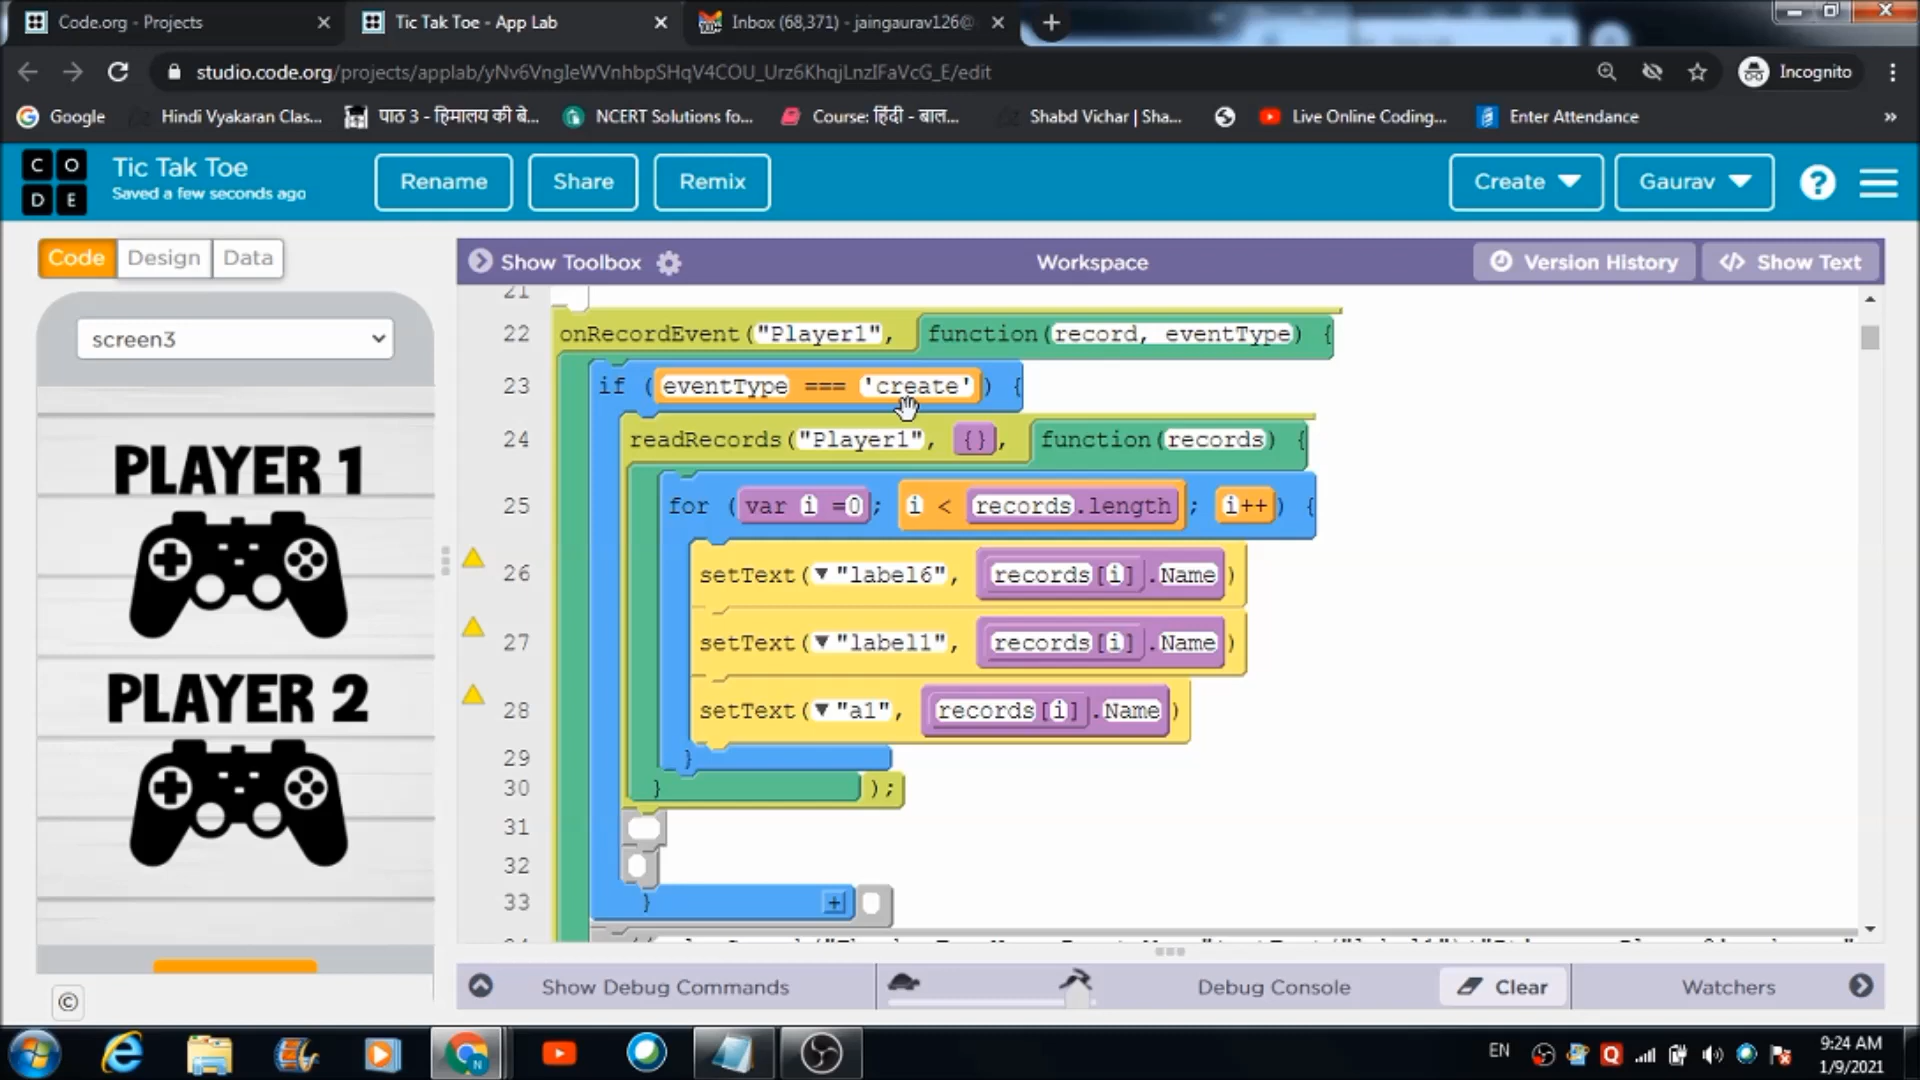 Code.org - Projects
Tic Tak Toe - App Lab
Inbox (68,371) - jaingaurav126@
studio.code.org/projects/applab/yNv6VngIeWVnhbpSHqV4COU_Urz6KhqjLnzIFaVcG_E/edit
Incognito
Google
Hindi Vyakaran Clas...
पाठ 3 - हिमालय की बे...
NCERT Solutions fo...
Course: हिंदी - बाल...
Shabd Vichar | Sha...
Live Online Coding...
Enter Attendance
»
C O
D E
Tic Tak Toe
Saved a few seconds ago
Rename
Share
Remix
Create
Gaurav
?
Code
Design
Data
Show Toolbox
Workspace
Version History
</> Show Text
screen3
PLAYER 1
PLAYER 2
21
22 onRecordEvent("Player1", function(record, eventType) {
23 if (eventType === 'create') {
24 readRecords("Player1", {}, function(records) {
25 for (var i =0; i < records.length; i++) {
26 setText(▼"label6", records[i].Name)
27 setText(▼"label1", records[i].Name)
28 setText(▼"a1", records[i].Name)
29 }
30 });
31
32
33 } +
©
Show Debug Commands
Debug Console
Clear
Watchers
EN
9:24 AM
1/9/2021